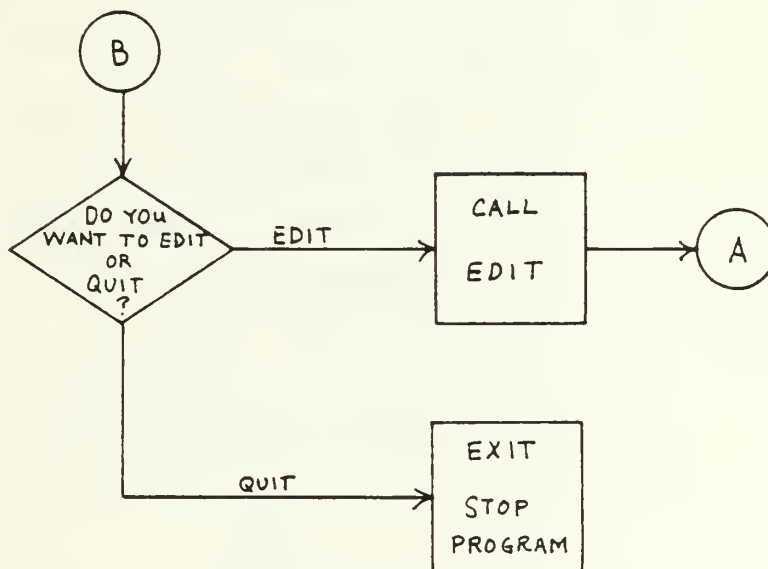 B
DO YOU
WANT TO EDIT
OR
QUIT
?
EDIT
CALL
EDIT
A
QUIT
EXIT
STOP
PROGRAM